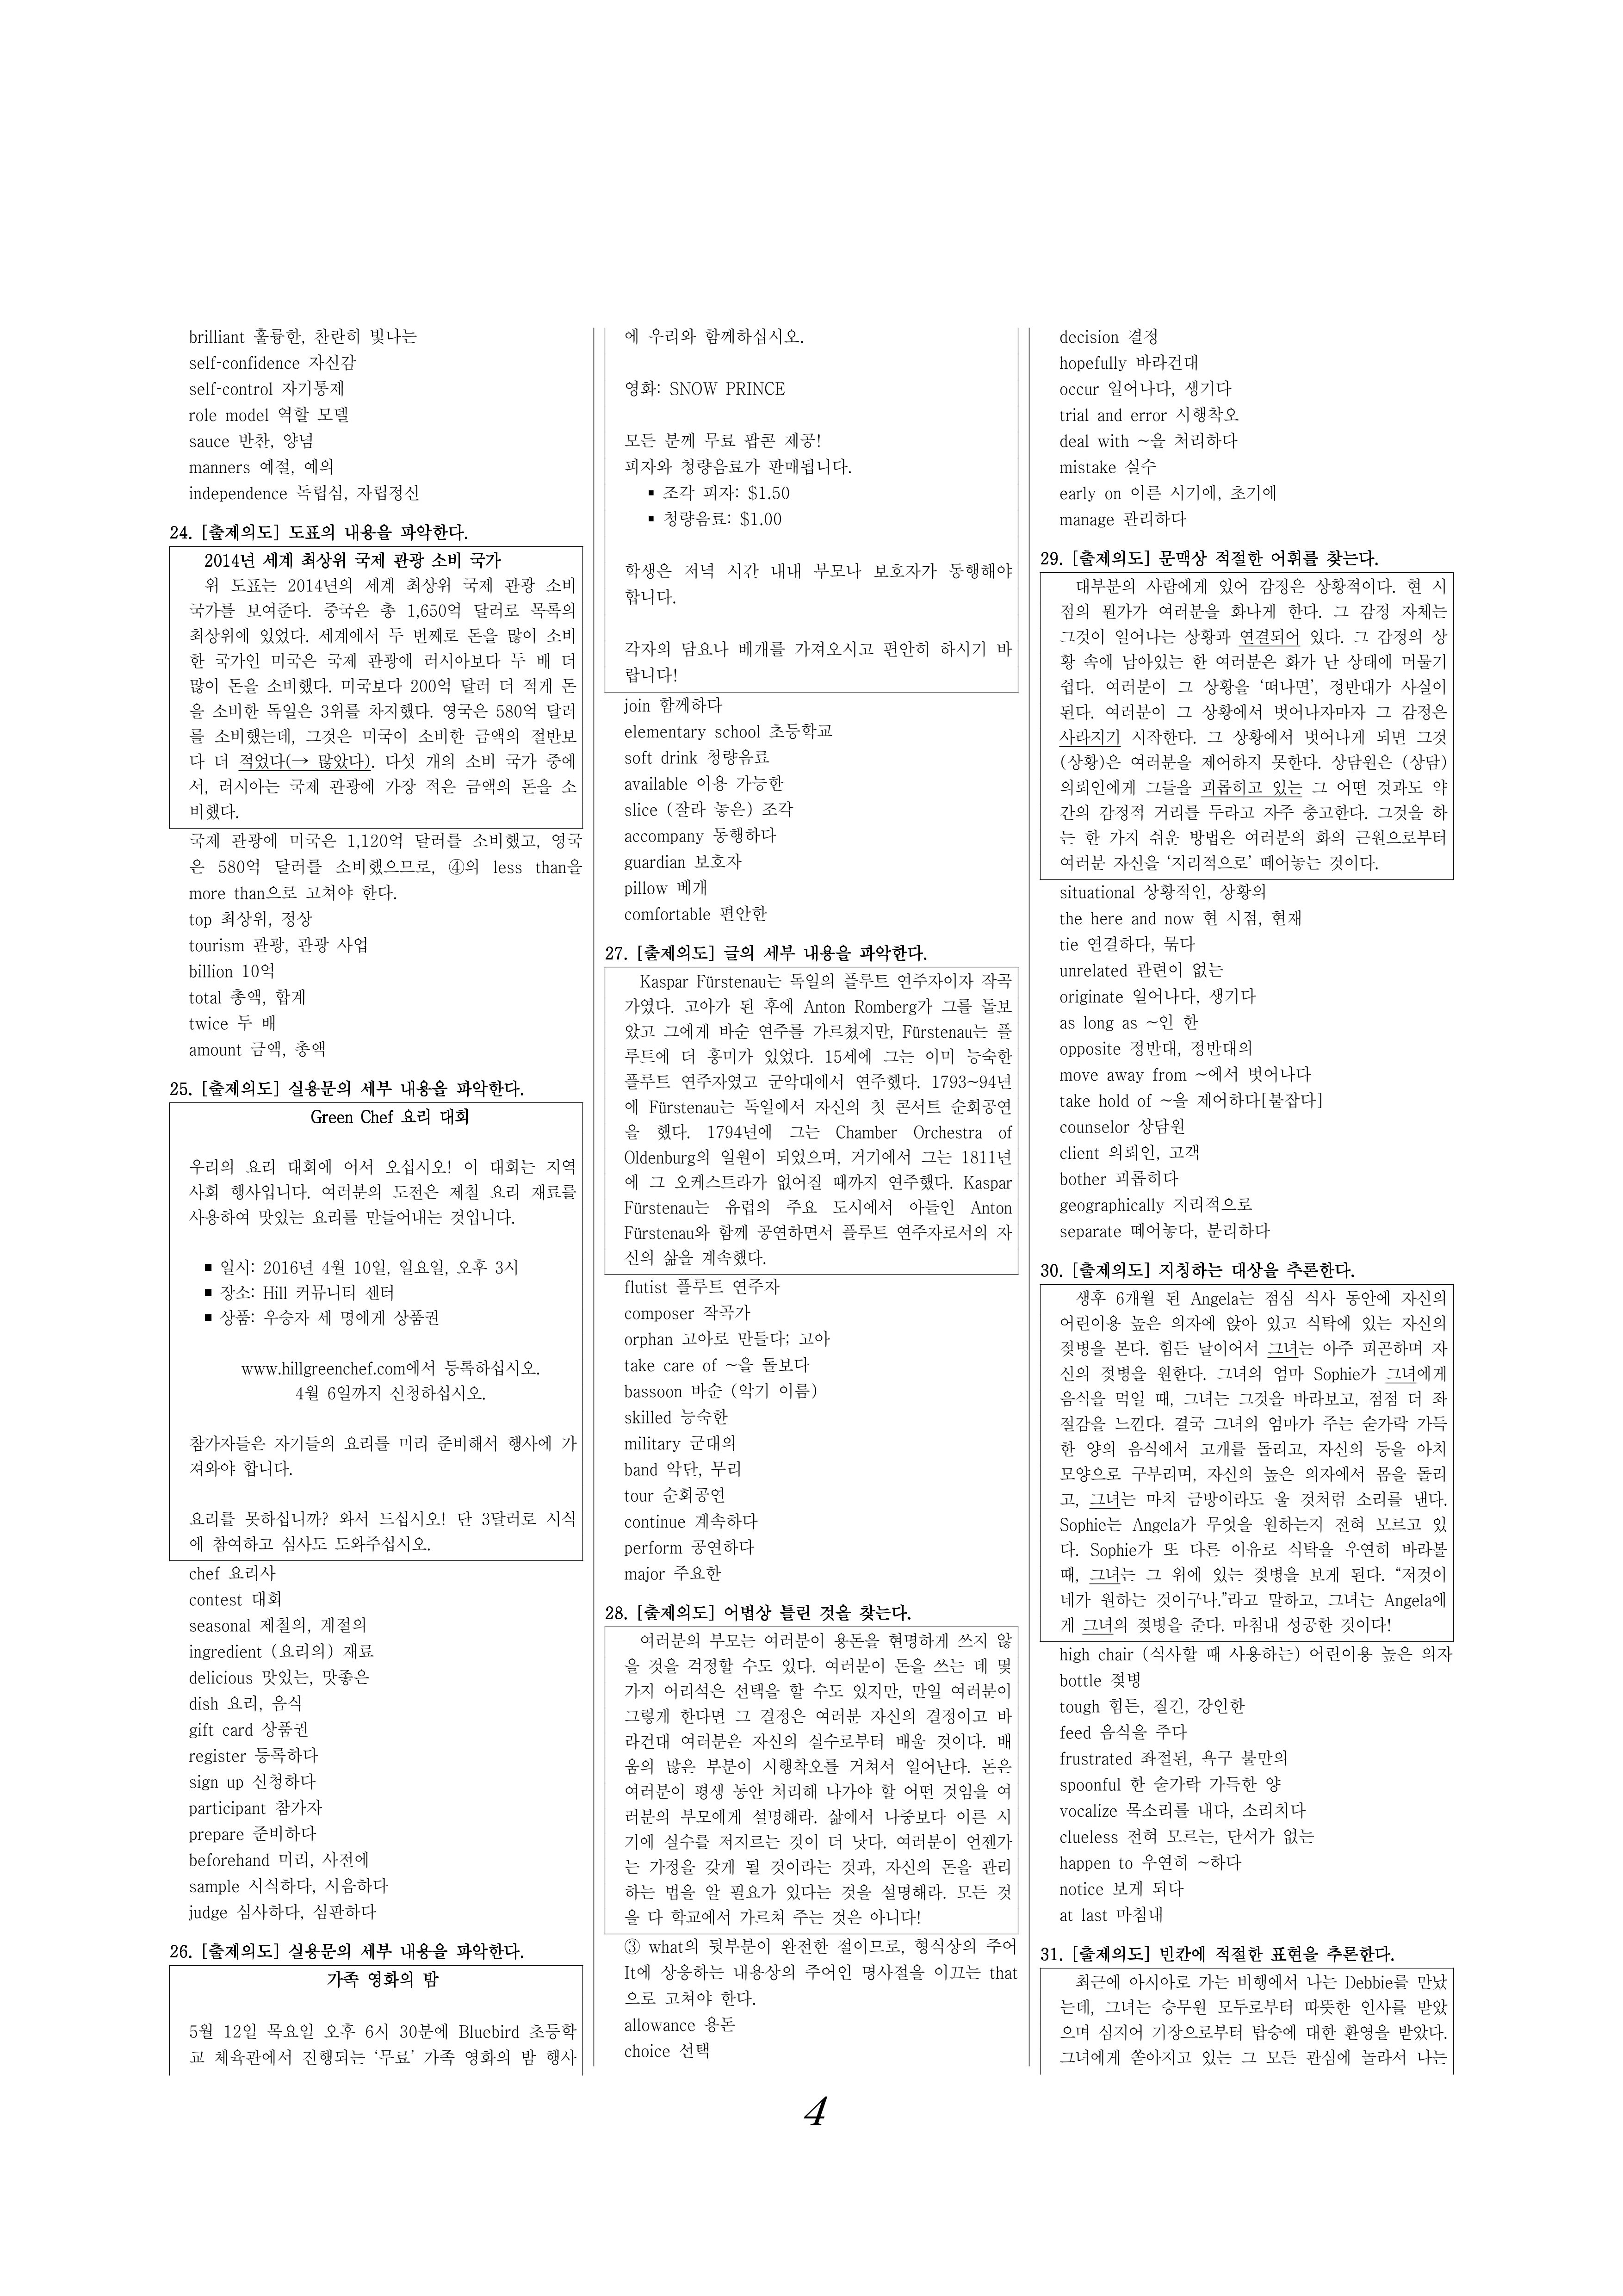 brilliant 훌륭한, 찬란히 빛나는
self-confidence 자신감
self-control 자기통제
role model 역할 모델
sauce 반찬, 양념
manners 예절, 예의
independence 독립심, 자립정신
24. [출제의도] 도표의 내용을 파악한다.
2014년 세계 최상위 국제 관광 소비 국가
위 도표는 2014년의 세계 최상위 국제 관광 소비
국가를 보여준다. 중국은 총 1,650억 달러로 목록의
최상위에 있었다. 세계에서 두 번째로 돈을 많이 소비
한 국가인 미국은 국제 관광에 러시아보다 두 배 더
많이 돈을 소비했다. 미국보다 200억 달러 더 적게 돈
을 소비한 독일은 3위를 차지했다. 영국은 580억 달러
를 소비했는데, 그것은 미국이 소비한 금액의 절반보
다 더 적었다(→ 많았다). 다섯 개의 소비 국가 중에
서, 러시아는 국제 관광에 가장 적은 금액의 돈을 소
비했다.
국제 관광에 미국은 1,120억 달러를 소비했고, 영국
은 580억 달러를 소비했으므로, ④의 less than을
more than으로 고쳐야 한다.
top 최상위, 정상
tourism 관광, 관광 사업
billion 10억
total 총액, 합계
twice 두 배
amount 금액, 총액
25. [출제의도] 실용문의 세부 내용을 파악한다.
Green Chef 요리 대회
우리의 요리 대회에 어서 오십시오! 이 대회는 지역
사회 행사입니다. 여러분의 도전은 제철 요리 재료를
사용하여 맛있는 요리를 만들어내는 것입니다.
▪ 일시: 2016년 4월 10일, 일요일, 오후 3시
▪ 장소: Hill 커뮤니티 센터
▪ 상품: 우승자 세 명에게 상품권
www.hillgreenchef.com에서 등록하십시오.
4월 6일까지 신청하십시오.
참가자들은 자기들의 요리를 미리 준비해서 행사에 가
져와야 합니다.
요리를 못하십니까? 와서 드십시오! 단 3달러로 시식
에 참여하고 심사도 도와주십시오.
chef 요리사
contest 대회
seasonal 제철의, 계절의
ingredient (요리의) 재료
delicious 맛있는, 맛좋은
dish 요리, 음식
gift card 상품권
register 등록하다
sign up 신청하다
participant 참가자
prepare 준비하다
beforehand 미리, 사전에
sample 시식하다, 시음하다
judge 심사하다, 심판하다
26. [출제의도] 실용문의 세부 내용을 파악한다.
가족 영화의 밤
5월 12일 목요일 오후 6시 30분에 Bluebird 초등학
교 체육관에서 진행되는 ‘무료’ 가족 영화의 밤 행사
에 우리와 함께하십시오.
영화: SNOW PRINCE
모든 분께 무료 팝콘 제공!
피자와 청량음료가 판매됩니다.
▪ 조각 피자: $1.50
▪ 청량음료: $1.00
학생은 저녁 시간 내내 부모나 보호자가 동행해야
합니다.
각자의 담요나 베개를 가져오시고 편안히 하시기 바
랍니다!
join 함께하다
elementary school 초등학교
soft drink 청량음료
available 이용 가능한
slice (잘라 놓은) 조각
accompany 동행하다
guardian 보호자
pillow 베개
comfortable 편안한
27. [출제의도] 글의 세부 내용을 파악한다.
Kaspar Fürstenau는 독일의 플루트 연주자이자 작곡
가였다. 고아가 된 후에 Anton Romberg가 그를 돌보
았고 그에게 바순 연주를 가르쳤지만, Fürstenau는 플
루트에 더 흥미가 있었다. 15세에 그는 이미 능숙한
플루트 연주자였고 군악대에서 연주했다. 1793~94년
에 Fürstenau는 독일에서 자신의 첫 콘서트 순회공연
을 했다. 1794년에 그는 Chamber Orchestra of
Oldenburg의 일원이 되었으며, 거기에서 그는 1811년
에 그 오케스트라가 없어질 때까지 연주했다. Kaspar
Fürstenau는 유럽의 주요 도시에서 아들인 Anton
Fürstenau와 함께 공연하면서 플루트 연주자로서의 자
신의 삶을 계속했다.
flutist 플루트 연주자
composer 작곡가
orphan 고아로 만들다; 고아
take care of ~을 돌보다
bassoon 바순 (악기 이름)
skilled 능숙한
military 군대의
band 악단, 무리
tour 순회공연
continue 계속하다
perform 공연하다
major 주요한
28. [출제의도] 어법상 틀린 것을 찾는다.
여러분의 부모는 여러분이 용돈을 현명하게 쓰지 않
을 것을 걱정할 수도 있다. 여러분이 돈을 쓰는 데 몇
가지 어리석은 선택을 할 수도 있지만, 만일 여러분이
그렇게 한다면 그 결정은 여러분 자신의 결정이고 바
라건대 여러분은 자신의 실수로부터 배울 것이다. 배
움의 많은 부분이 시행착오를 거쳐서 일어난다. 돈은
여러분이 평생 동안 처리해 나가야 할 어떤 것임을 여
러분의 부모에게 설명해라. 삶에서 나중보다 이른 시
기에 실수를 저지르는 것이 더 낫다. 여러분이 언젠가
는 가정을 갖게 될 것이라는 것과, 자신의 돈을 관리
하는 법을 알 필요가 있다는 것을 설명해라. 모든 것
을 다 학교에서 가르쳐 주는 것은 아니다!
③ what의 뒷부분이 완전한 절이므로, 형식상의 주어
It에 상응하는 내용상의 주어인 명사절을 이끄는 that
으로 고쳐야 한다.
allowance 용돈
choice 선택
decision 결정
hopefully 바라건대
occur 일어나다, 생기다
trial and error 시행착오
deal with ~을 처리하다
mistake 실수
early on 이른 시기에, 초기에
manage 관리하다
29. [출제의도] 문맥상 적절한 어휘를 찾는다.
대부분의 사람에게 있어 감정은 상황적이다. 현 시
점의 뭔가가 여러분을 화나게 한다. 그 감정 자체는
그것이 일어나는 상황과 연결되어 있다. 그 감정의 상
황 속에 남아있는 한 여러분은 화가 난 상태에 머물기
쉽다. 여러분이 그 상황을 ‘떠나면’, 정반대가 사실이
된다. 여러분이 그 상황에서 벗어나자마자 그 감정은
사라지기 시작한다. 그 상황에서 벗어나게 되면 그것
(상황)은 여러분을 제어하지 못한다. 상담원은 (상담)
의뢰인에게 그들을 괴롭히고 있는 그 어떤 것과도 약
간의 감정적 거리를 두라고 자주 충고한다. 그것을 하
는 한 가지 쉬운 방법은 여러분의 화의 근원으로부터
여러분 자신을 ‘지리적으로’ 떼어놓는 것이다.
situational 상황적인, 상황의
the here and now 현 시점, 현재
tie 연결하다, 묶다
unrelated 관련이 없는
originate 일어나다, 생기다
as long as ~인 한
opposite 정반대, 정반대의
move away from ~에서 벗어나다
take hold of ~을 제어하다[붙잡다]
counselor 상담원
client 의뢰인, 고객
bother 괴롭히다
geographically 지리적으로
separate 떼어놓다, 분리하다
30. [출제의도] 지칭하는 대상을 추론한다.
생후 6개월 된 Angela는 점심 식사 동안에 자신의
어린이용 높은 의자에 앉아 있고 식탁에 있는 자신의
젖병을 본다. 힘든 날이어서 그녀는 아주 피곤하며 자
신의 젖병을 원한다. 그녀의 엄마 Sophie가 그녀에게
음식을 먹일 때, 그녀는 그것을 바라보고, 점점 더 좌
절감을 느낀다. 결국 그녀의 엄마가 주는 숟가락 가득
한 양의 음식에서 고개를 돌리고, 자신의 등을 아치
모양으로 구부리며, 자신의 높은 의자에서 몸을 돌리
고, 그녀는 마치 금방이라도 울 것처럼 소리를 낸다.
Sophie는 Angela가 무엇을 원하는지 전혀 모르고 있
다. Sophie가 또 다른 이유로 식탁을 우연히 바라볼
때, 그녀는 그 위에 있는 젖병을 보게 된다. “저것이
네가 원하는 것이구나.”라고 말하고, 그녀는 Angela에
게 그녀의 젖병을 준다. 마침내 성공한 것이다!
high chair (식사할 때 사용하는) 어린이용 높은 의자
bottle 젖병
tough 힘든, 질긴, 강인한
feed 음식을 주다
frustrated 좌절된, 욕구 불만의
spoonful 한 숟가락 가득한 양
vocalize 목소리를 내다, 소리치다
clueless 전혀 모르는, 단서가 없는
happen to 우연히 ~하다
notice 보게 되다
at last 마침내
31. [출제의도] 빈칸에 적절한 표현을 추론한다.
최근에 아시아로 가는 비행에서 나는 Debbie를 만났
는데, 그녀는 승무원 모두로부터 따뜻한 인사를 받았
으며 심지어 기장으로부터 탑승에 대한 환영을 받았다.
그녀에게 쏟아지고 있는 그 모든 관심에 놀라서 나는
4